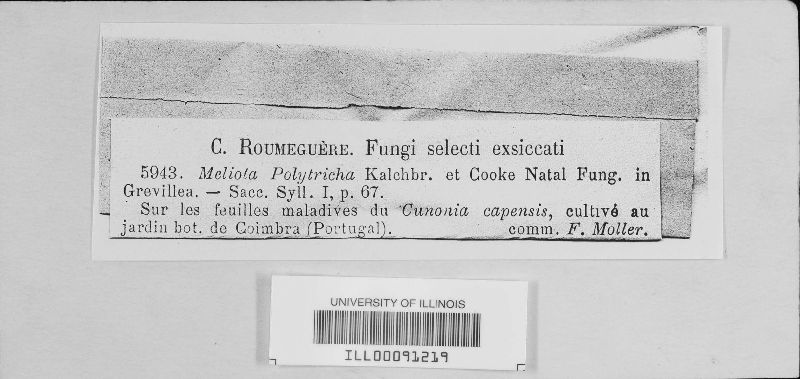 C. ROUMEGUÈRE. Fungi selecti exsiccati
5943. Meliota Polytricha Kalchbr. et Cooke Natal Fung. in
Grevillea. — Sacc. Syll. I, p. 67.
Sur les feuilles maladives du Cunonia capensis, cultivé au
jardin bot. de Coimbra (Portugal). comm. F. Moller.
UNIVERSITY OF ILLINOIS
ILL00091219